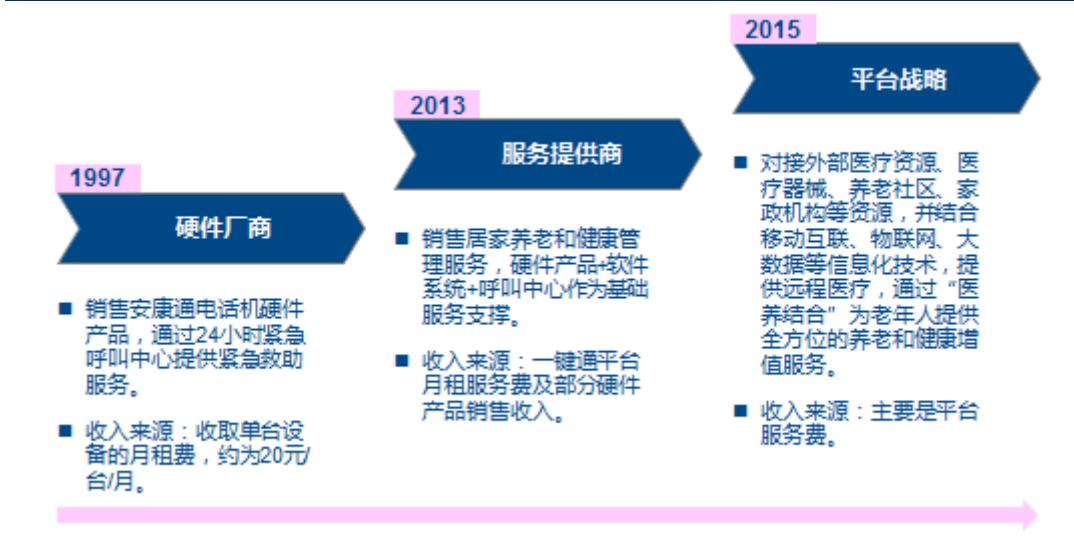 1997
硬件厂商
■ 销售安康通电话机硬件
产品，通过24小时紧急
呼叫中心提供紧急救助
服务。
■ 收入来源：收取单台设
备的月租费，约为20元/
台/月。
2013
服务提供商
■ 销售居家养老和健康管
理服务，硬件产品+软件
系统+呼叫中心作为基础
服务支撑。
■ 收入来源：一键通平台
月租服务费及部分硬件
产品销售收入。
2015
平台战略
■ 对接外部医疗资源、医
疗器械、养老社区、家
政机构等资源，并结合
移动互联、物联网、大
数据等信息化技术，提
供远程医疗，通过“医
养结合”为老年人提供
全方位的养老和健康增
值服务。
■ 收入来源：主要是平台
服务费。